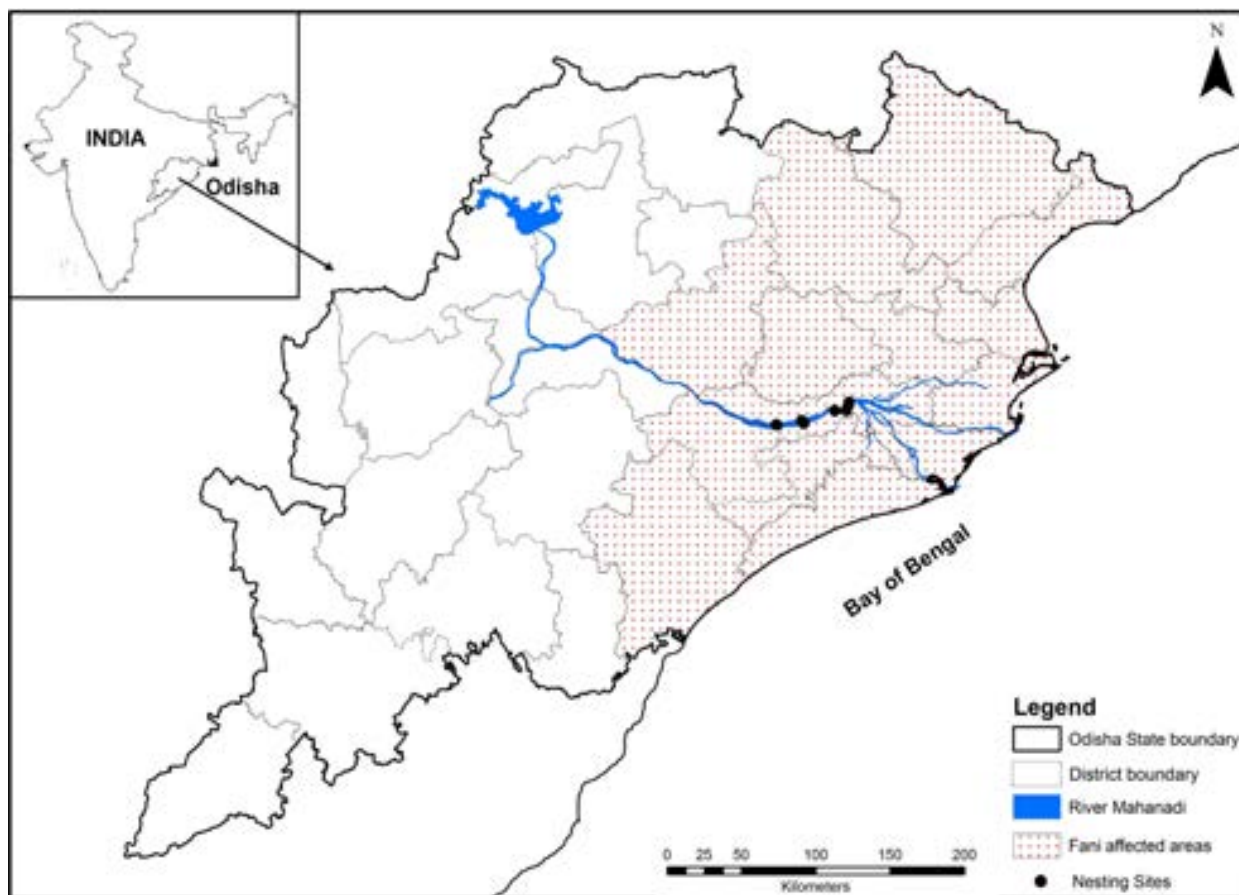 N
INDIA
Odisha
Bay of Bengal
Legend
Odisha State boundary
District boundary
River Mahanadi
Fani affected areas
Nesting Sites
0 25 50 100 150 200
Kilometers